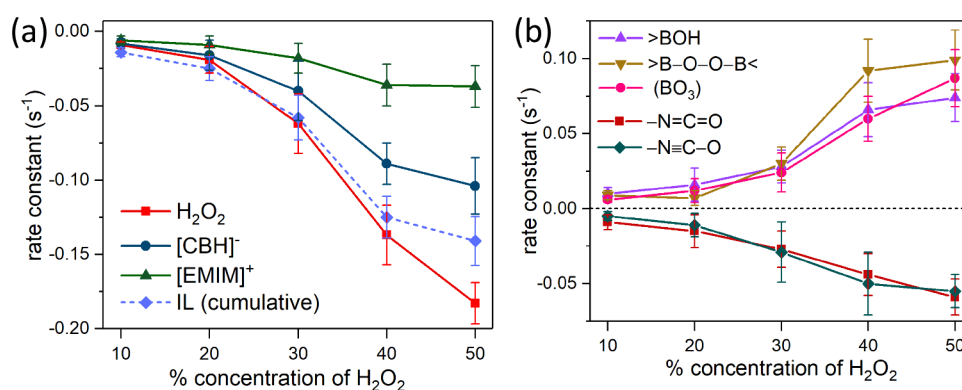 (a)
rate constant (s⁻¹)
0.00
-0.05
-0.10
-0.15
-0.20
H₂O₂
[CBH]⁻
[EMIM]⁺
IL (cumulative)
10 20 30 40 50
% concentration of H₂O₂
(b)
rate constant (s⁻¹)
0.10
0.05
0.00
-0.05
>BOH
>B–O–O–B<
(BO₃)
–N=C=O
–N≡C–O
10 20 30 40 50
% concentration of H₂O₂